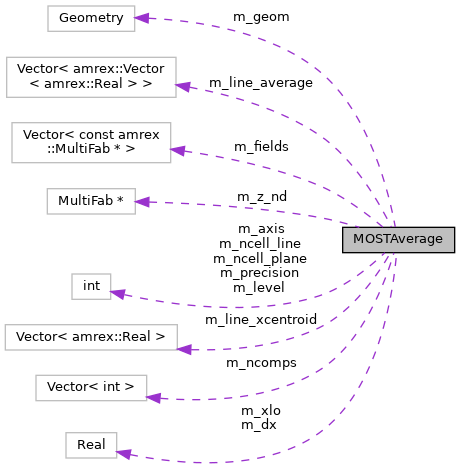 Geometry
m_geom
Vector< amrex::Vector
< amrex::Real > >
m_line_average
Vector< const amrex
::MultiFab * >
m_fields
MultiFab *
m_z_nd
MOSTAverage
m_axis
m_ncell_line
m_ncell_plane
m_precision
m_level
int
m_line_xcentroid
Vector< amrex::Real >
m_ncomps
Vector< int >
m_xlo
m_dx
Real